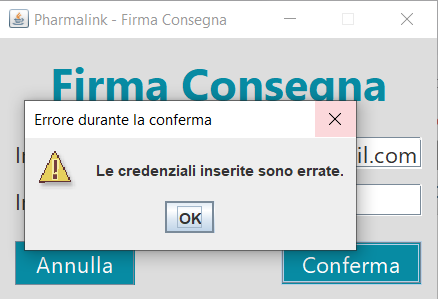 Pharmalink - Firma Consegna
Firma Consegna
Errore durante la conferma
il.com
Le credenziali inserite sono errate.
OK
Annulla
Conferma